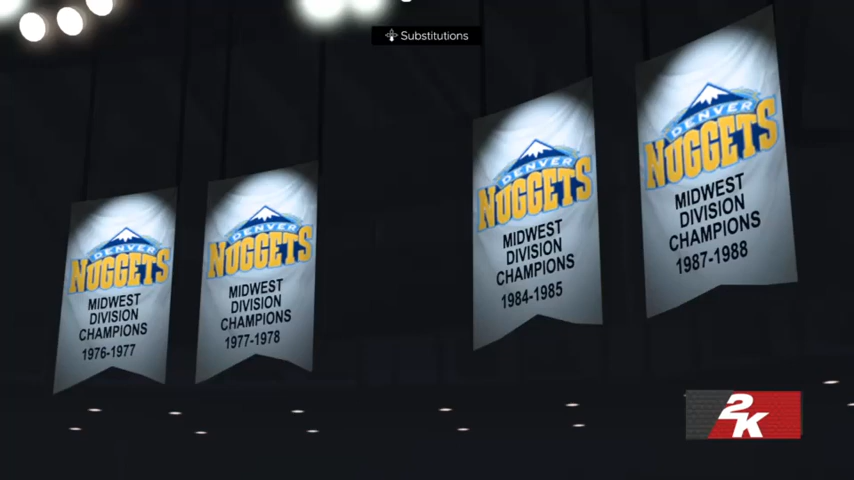 Substitutions
DENVER
NUGGETS
MIDWEST
DIVISION
CHAMPIONS
1976-1977
DENVER
NUGGETS
MIDWEST
DIVISION
CHAMPIONS
1977-1978
DENVER
NUGGETS
MIDWEST
DIVISION
CHAMPIONS
1984-1985
DENVER
NUGGETS
MIDWEST
DIVISION
CHAMPIONS
1987-1988
2K